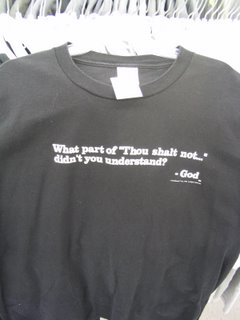 What part of "Thou shalt not..."
didn't you understand?
- God